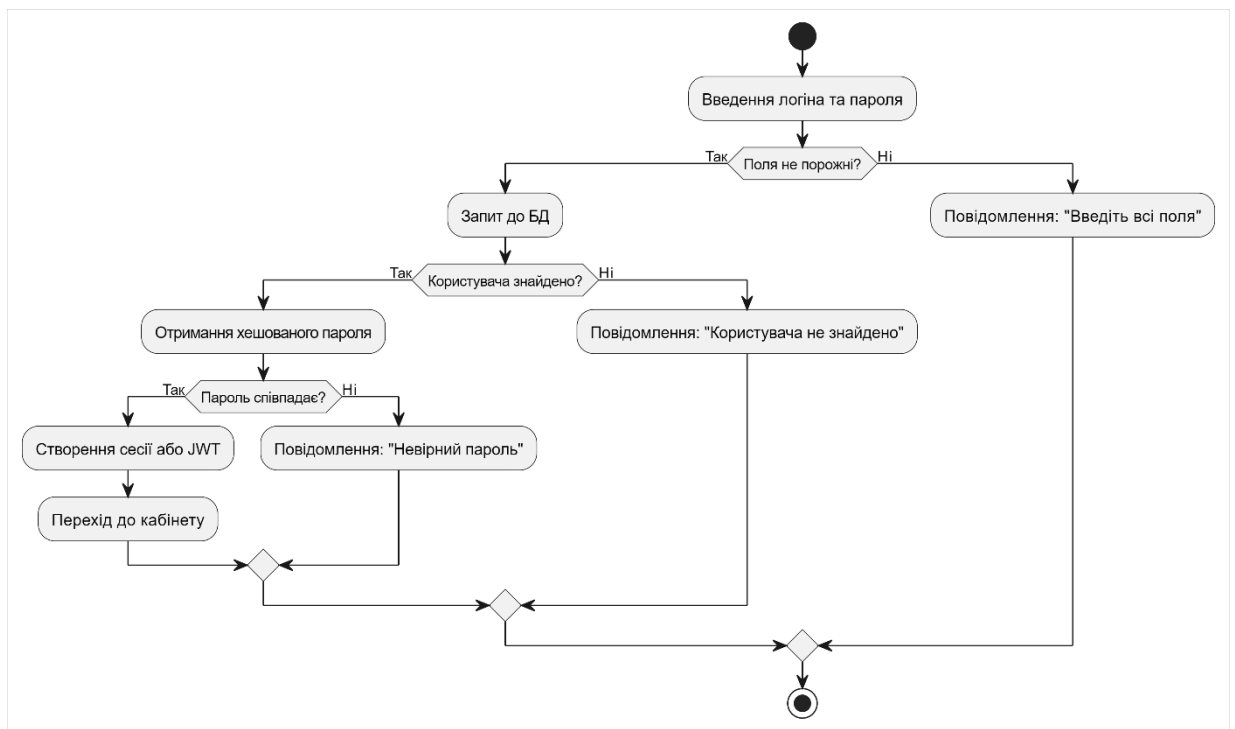 Введення логіна та пароля
Так
Поля не порожні?
Ні
Запит до БД
Повідомлення: "Введіть всі поля"
Так
Користувача знайдено?
Ні
Отримання хешованого пароля
Повідомлення: "Користувача не знайдено"
Так
Пароль співпадає?
Ні
Створення сесії або JWT
Повідомлення: "Невірний пароль"
Перехід до кабінету